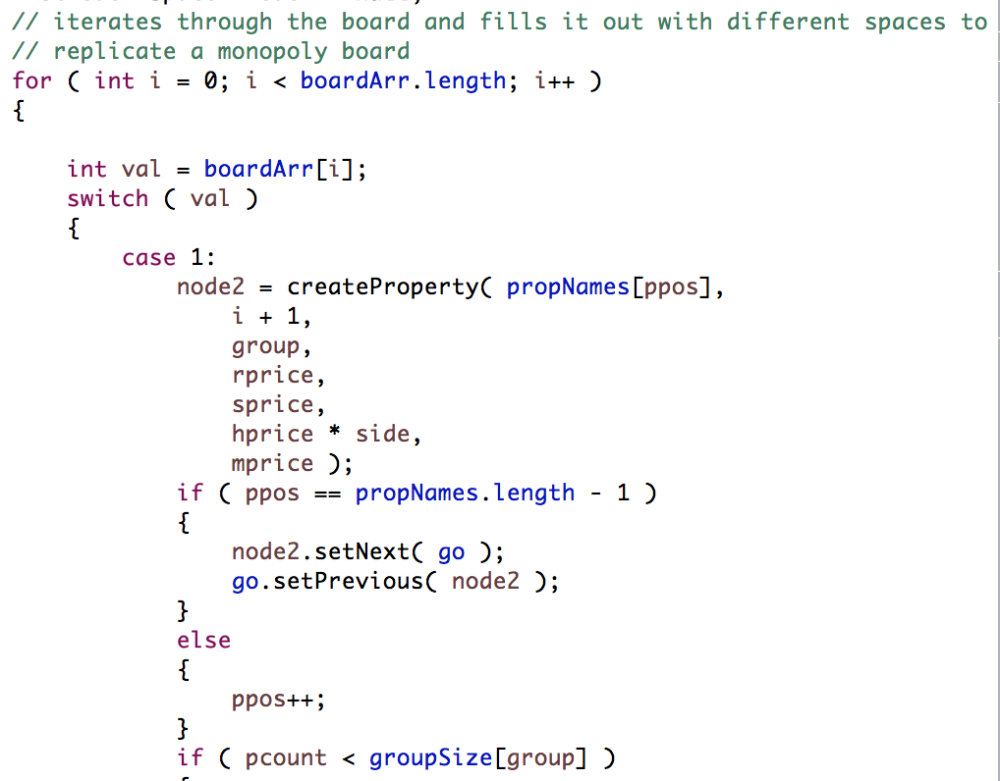 // iterates through the board and fills it out with different spaces to
// replicate a monopoly board
for ( int i = 0; i < boardArr.length; i++ )
{
int val = boardArr[i];
switch ( val )
{
case 1:
node2 = createProperty( propNames[ppos],
i + 1,
group,
rprice,
sprice,
hprice * side,
mprice );
if ( ppos == propNames.length - 1 )
{
node2.setNext( go );
go.setPrevious( node2 );
}
else
{
ppos++;
}
if ( pcount < groupSize[group] )